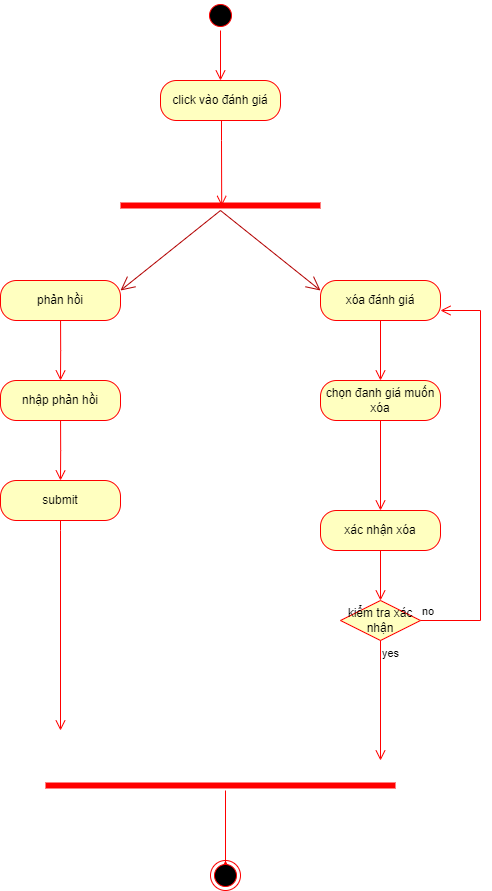 click vào đánh giá
phản hồi
xóa đánh giá
nhập phản hồi
chọn đanh giá muốn
xóa
submit
xác nhận xóa
kiểm tra xác
nhận
no
yes